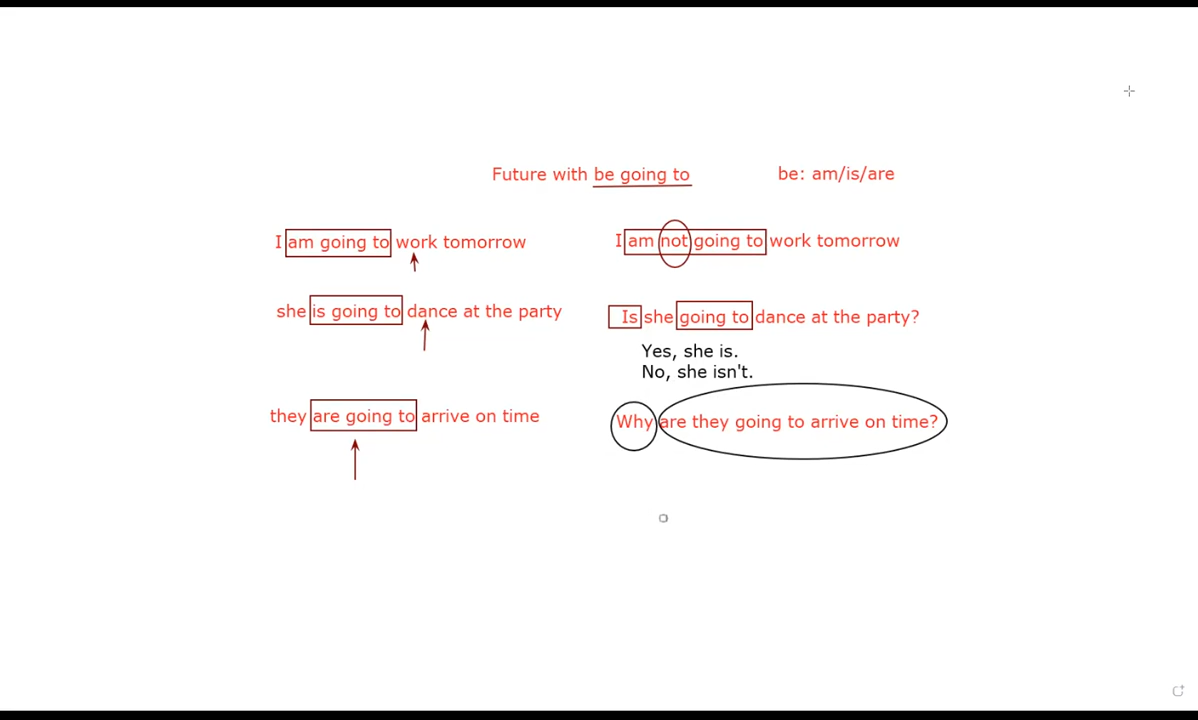 Future with be going to be: am/is/are
I am going to work tomorrow
I am not going to work tomorrow
she is going to dance at the party
Is she going to dance at the party?
Yes, she is.
No, she isn't.
they are going to arrive on time
Why are they going to arrive on time?